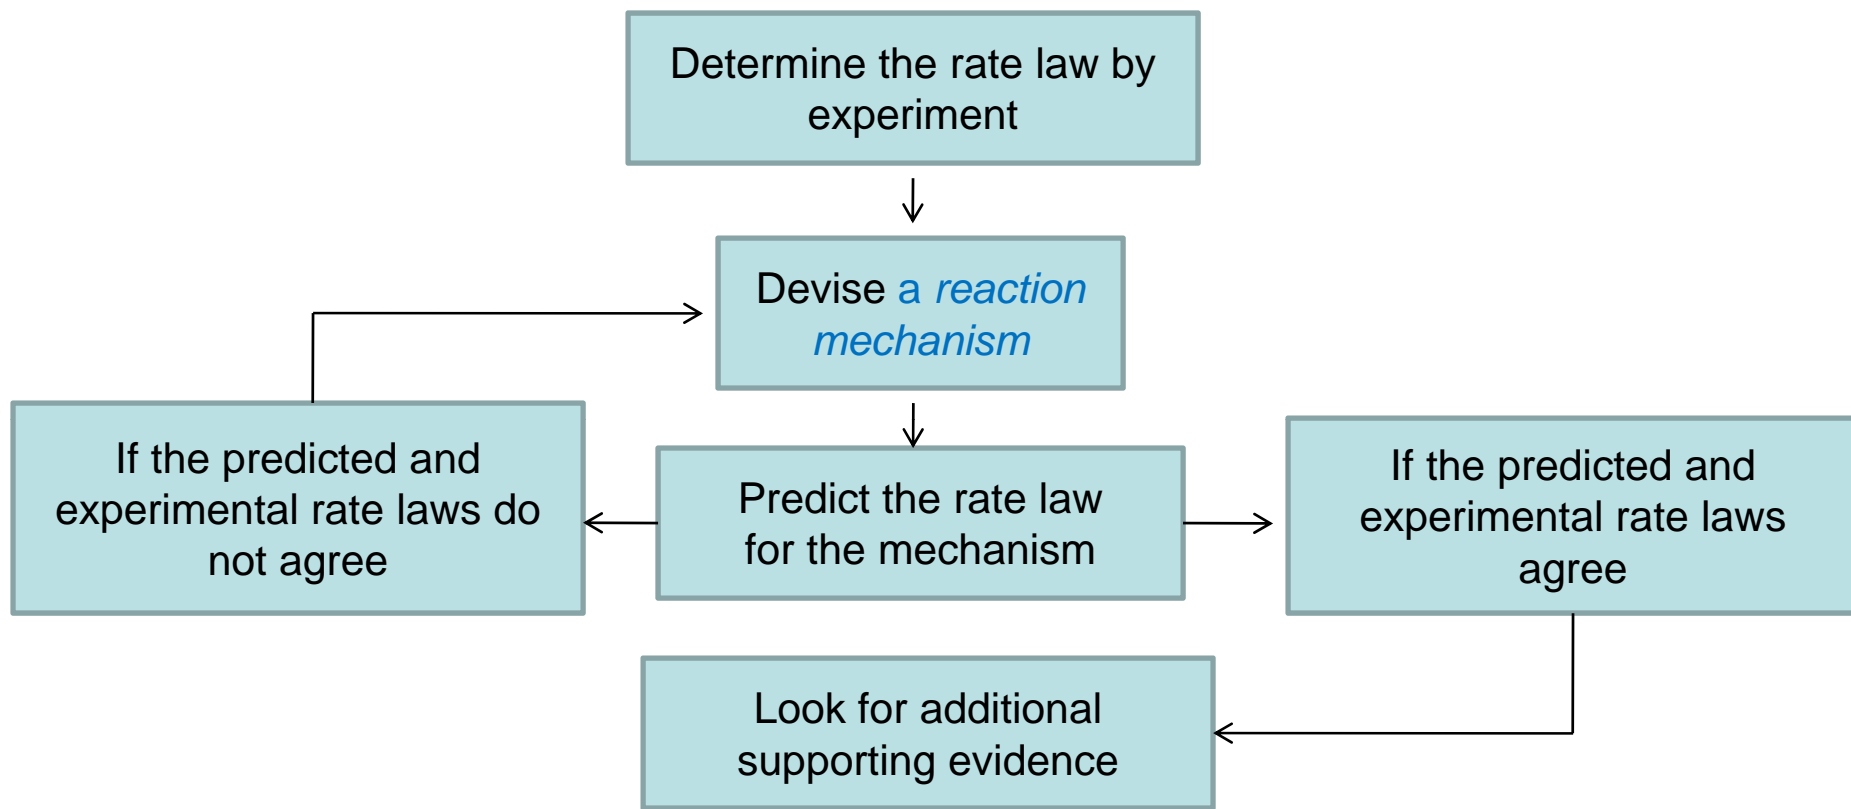 Determine the rate law by
experiment
Devise a reaction
mechanism
If the predicted and
experimental rate laws do
not agree
Predict the rate law
for the mechanism
If the predicted and
experimental rate laws
agree
Look for additional
supporting evidence